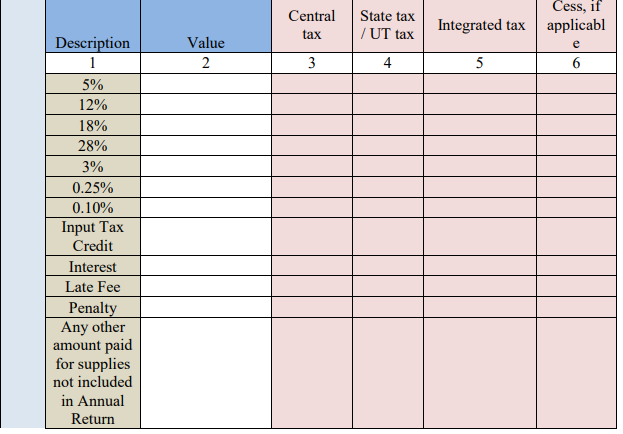 Description
Value
Central
tax
State tax
/ UT tax
Integrated tax
Cess, if
applicabl
e
1 2 3 4 5 6
5%
12%
18%
28%
3%
0.25%
0.10%
Input Tax
Credit
Interest
Late Fee
Penalty
Any other
amount paid
for supplies
not included
in Annual
Return